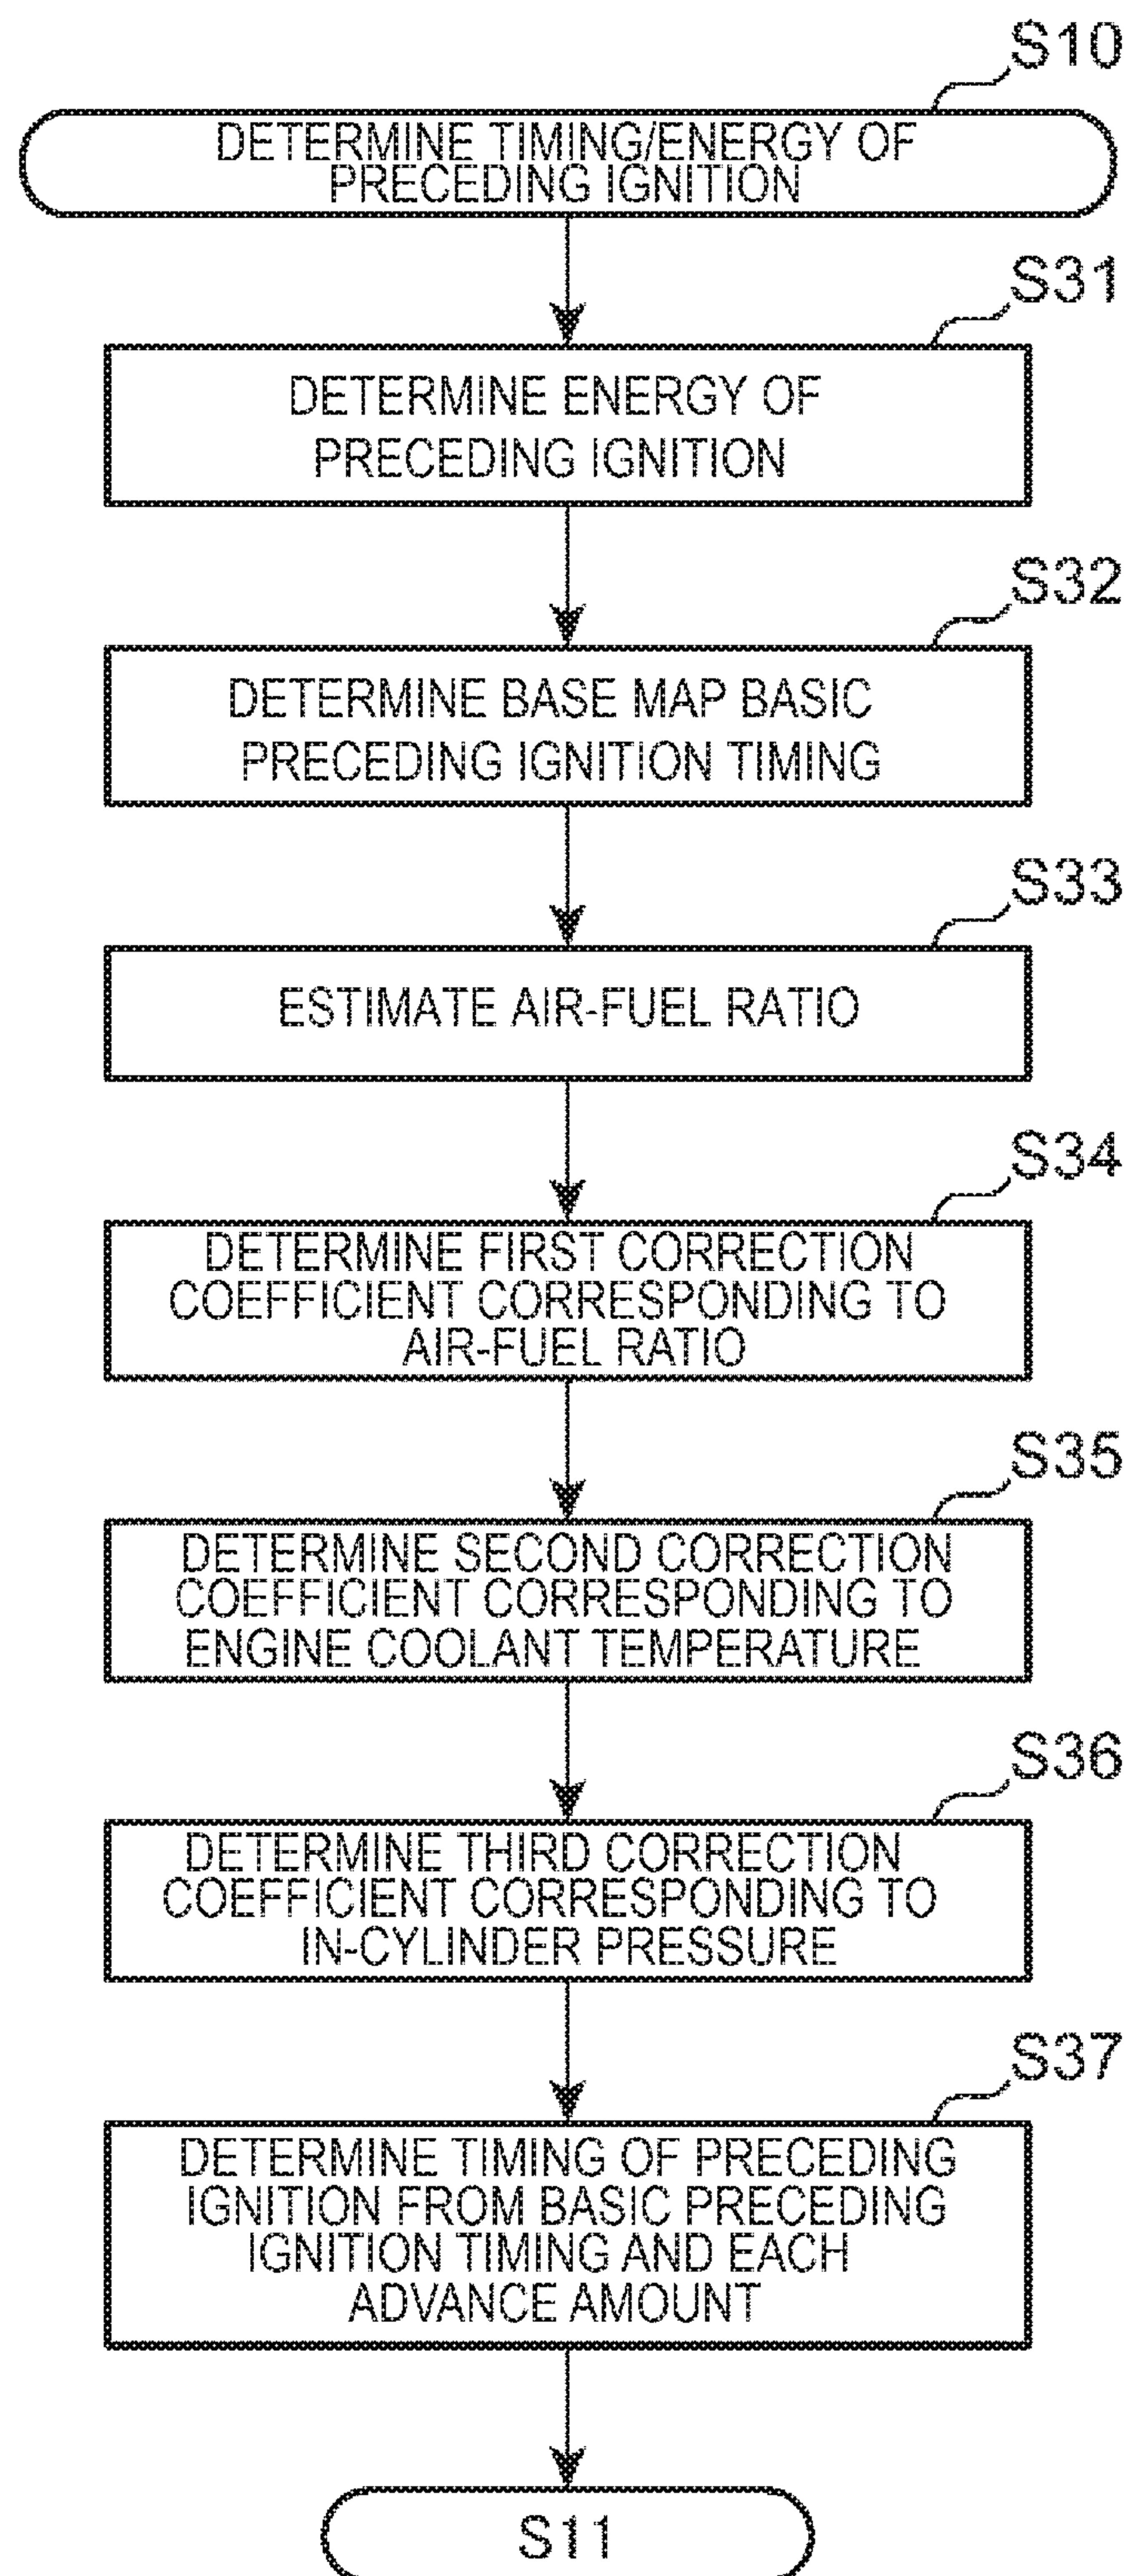 S10
DETERMINE TIMING/ENERGY OF
PRECEDING IGNITION
S31
DETERMINE ENERGY OF
PRECEDING IGNITION
S32
DETERMINE BASE MAP BASIC
PRECEDING IGNITION TIMING
S33
ESTIMATE AIR-FUEL RATIO
S34
DETERMINE FIRST CORRECTION
COEFFICIENT CORRESPONDING TO
AIR-FUEL RATIO
S35
DETERMINE SECOND CORRECTION
COEFFICIENT CORRESPONDING TO
ENGINE COOLANT TEMPERATURE
S36
DETERMINE THIRD CORRECTION
COEFFICIENT CORRESPONDING TO
IN-CYLINDER PRESSURE
S37
DETERMINE TIMING OF PRECEDING
IGNITION FROM BASIC PRECEDING
IGNITION TIMING AND EACH
ADVANCE AMOUNT
S11